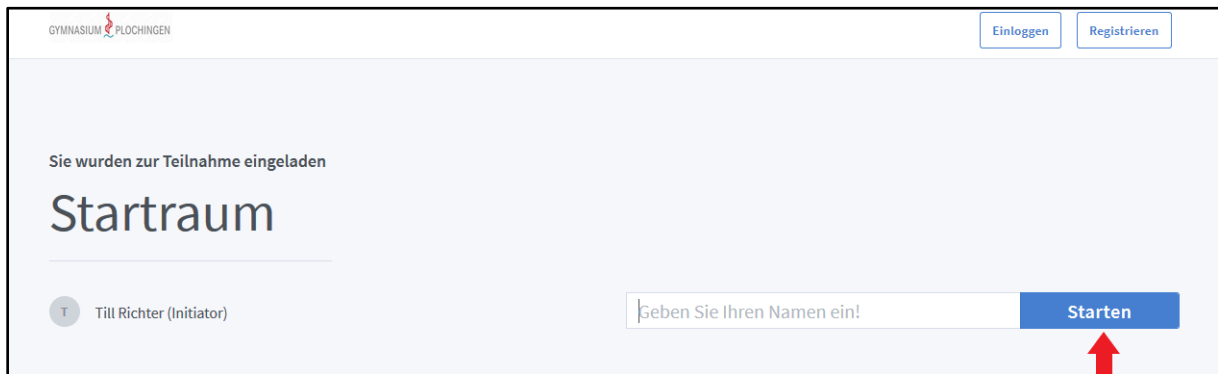 GYMNASIUM PLOCHINGEN
Einloggen
Registrieren
Sie wurden zur Teilnahme eingeladen
Startraum
T
Till Richter (Initiator)
Geben Sie Ihren Namen ein!
Starten